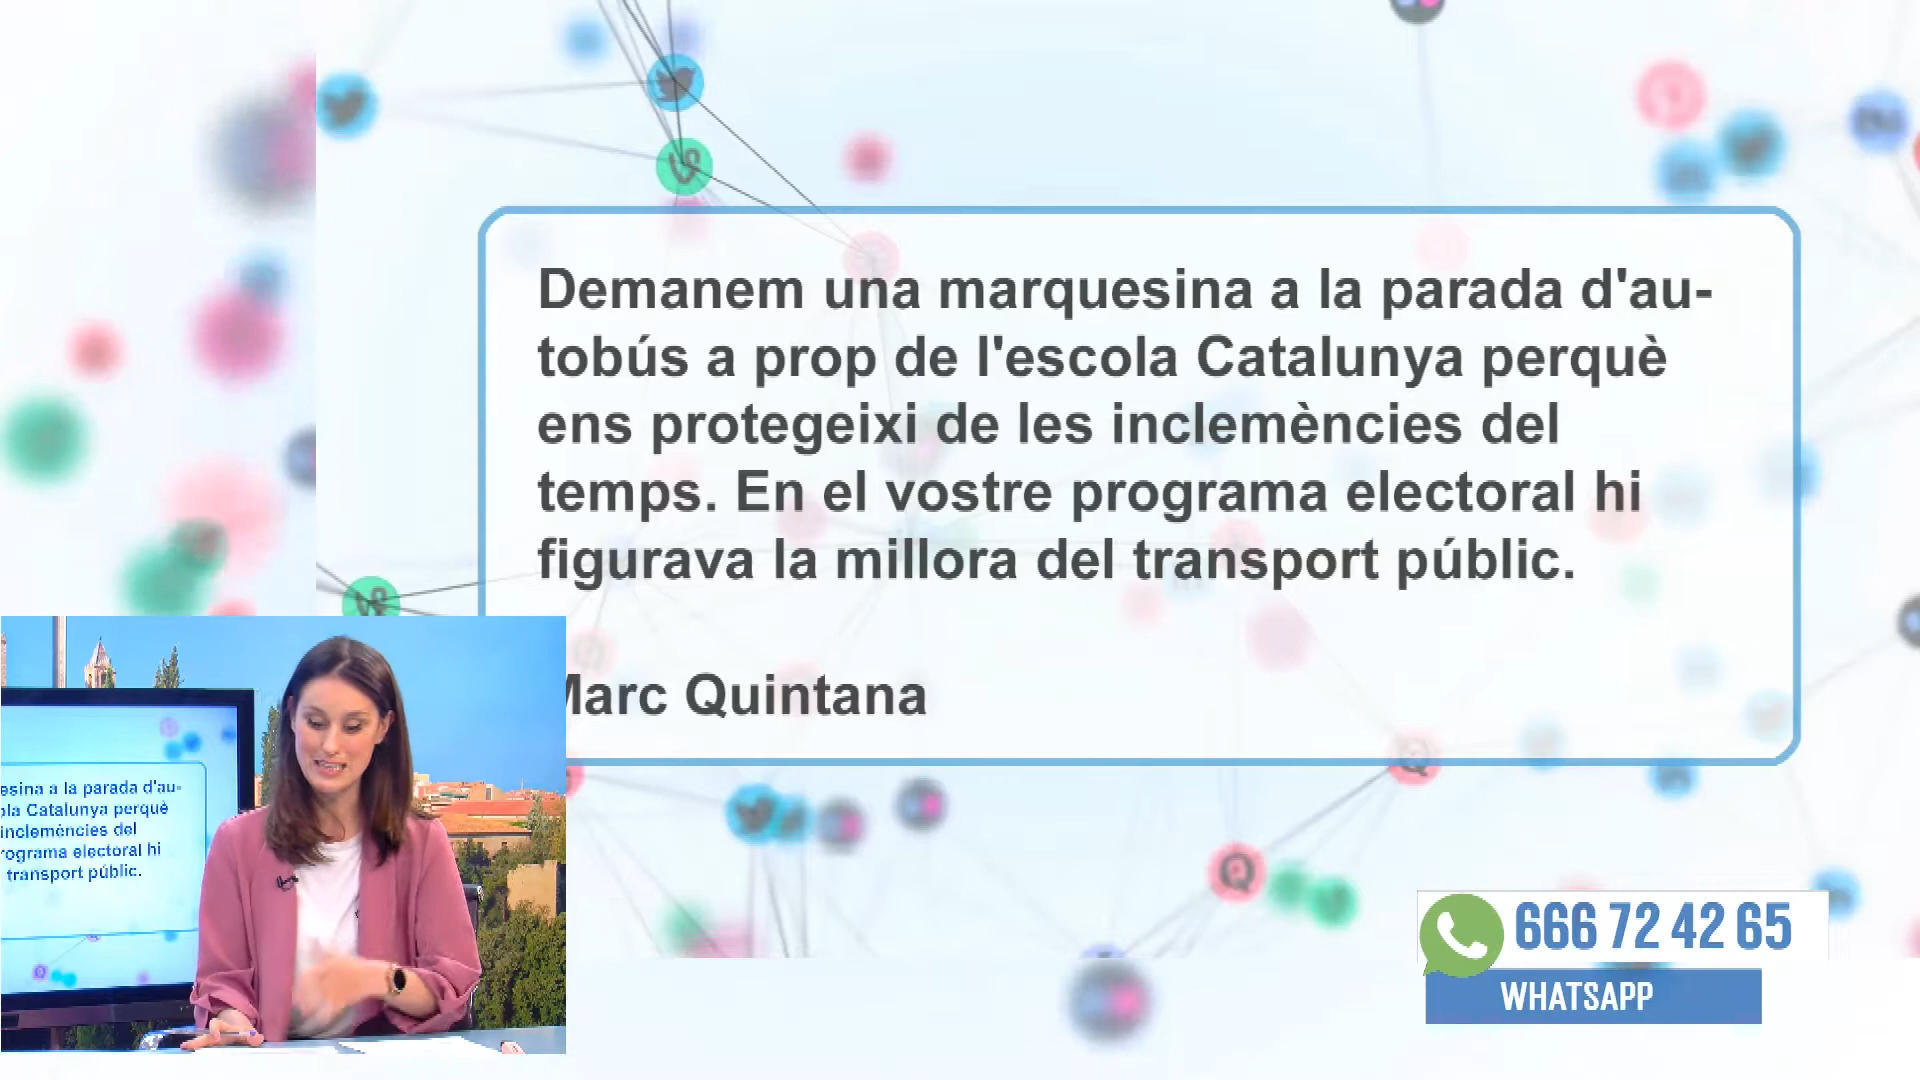 Demanem una marquesina a la parada d'au-
tobús a prop de l'escola Catalunya perquè
ens protegeixi de les inclemències del
temps. En el vostre programa electoral hi
figurava la millora del transport públic.
Marc Quintana
esina a la parada d'au-
ola Catalunya perquè
inclemències del
rograma electoral hi
transport públic.
666 72 42 65
WHATSAPP